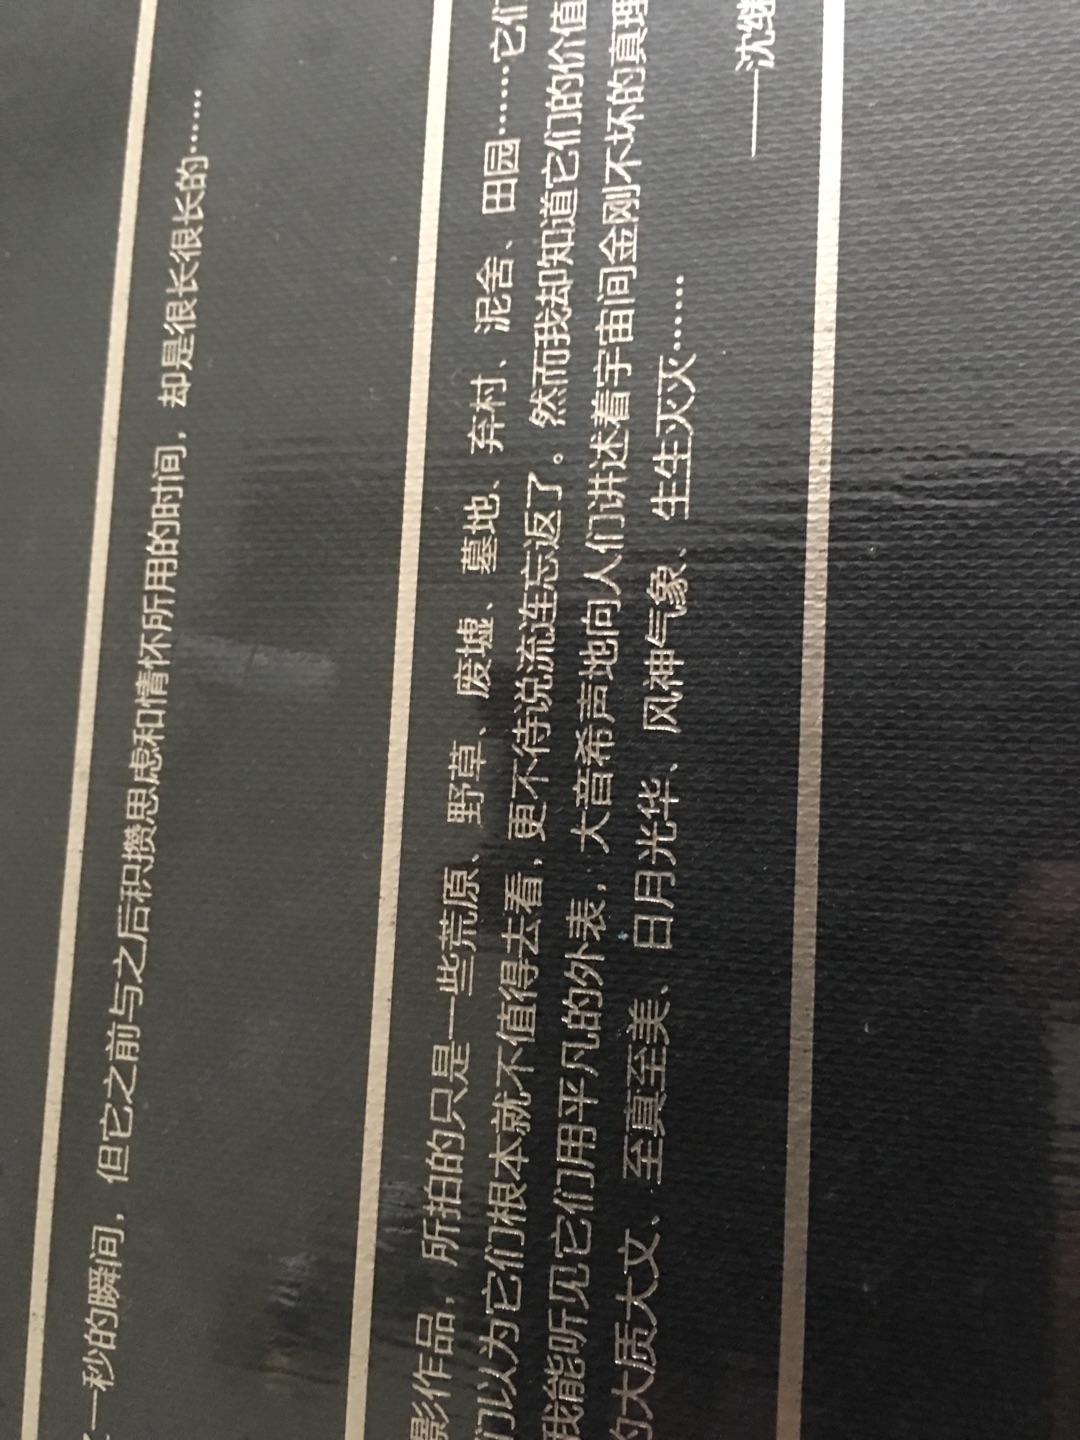 一秒的瞬间，但它之前与之后积攒思虑和情怀所用的时间，却是很长很长的……
影作品，所拍的只是一些荒原、野草、废墟、墓地、弃村、泥舍、田园……它们
们以为它们根本就不值得去看，更不待说流连忘返了。然而我却知道它们的价值
我能听见它们用平凡的外表，大音希声地向人们讲述着宇宙间金刚不坏的真理
的大质大文、至真至美、日月光华、风神气象、生生灭灭……
——沈继